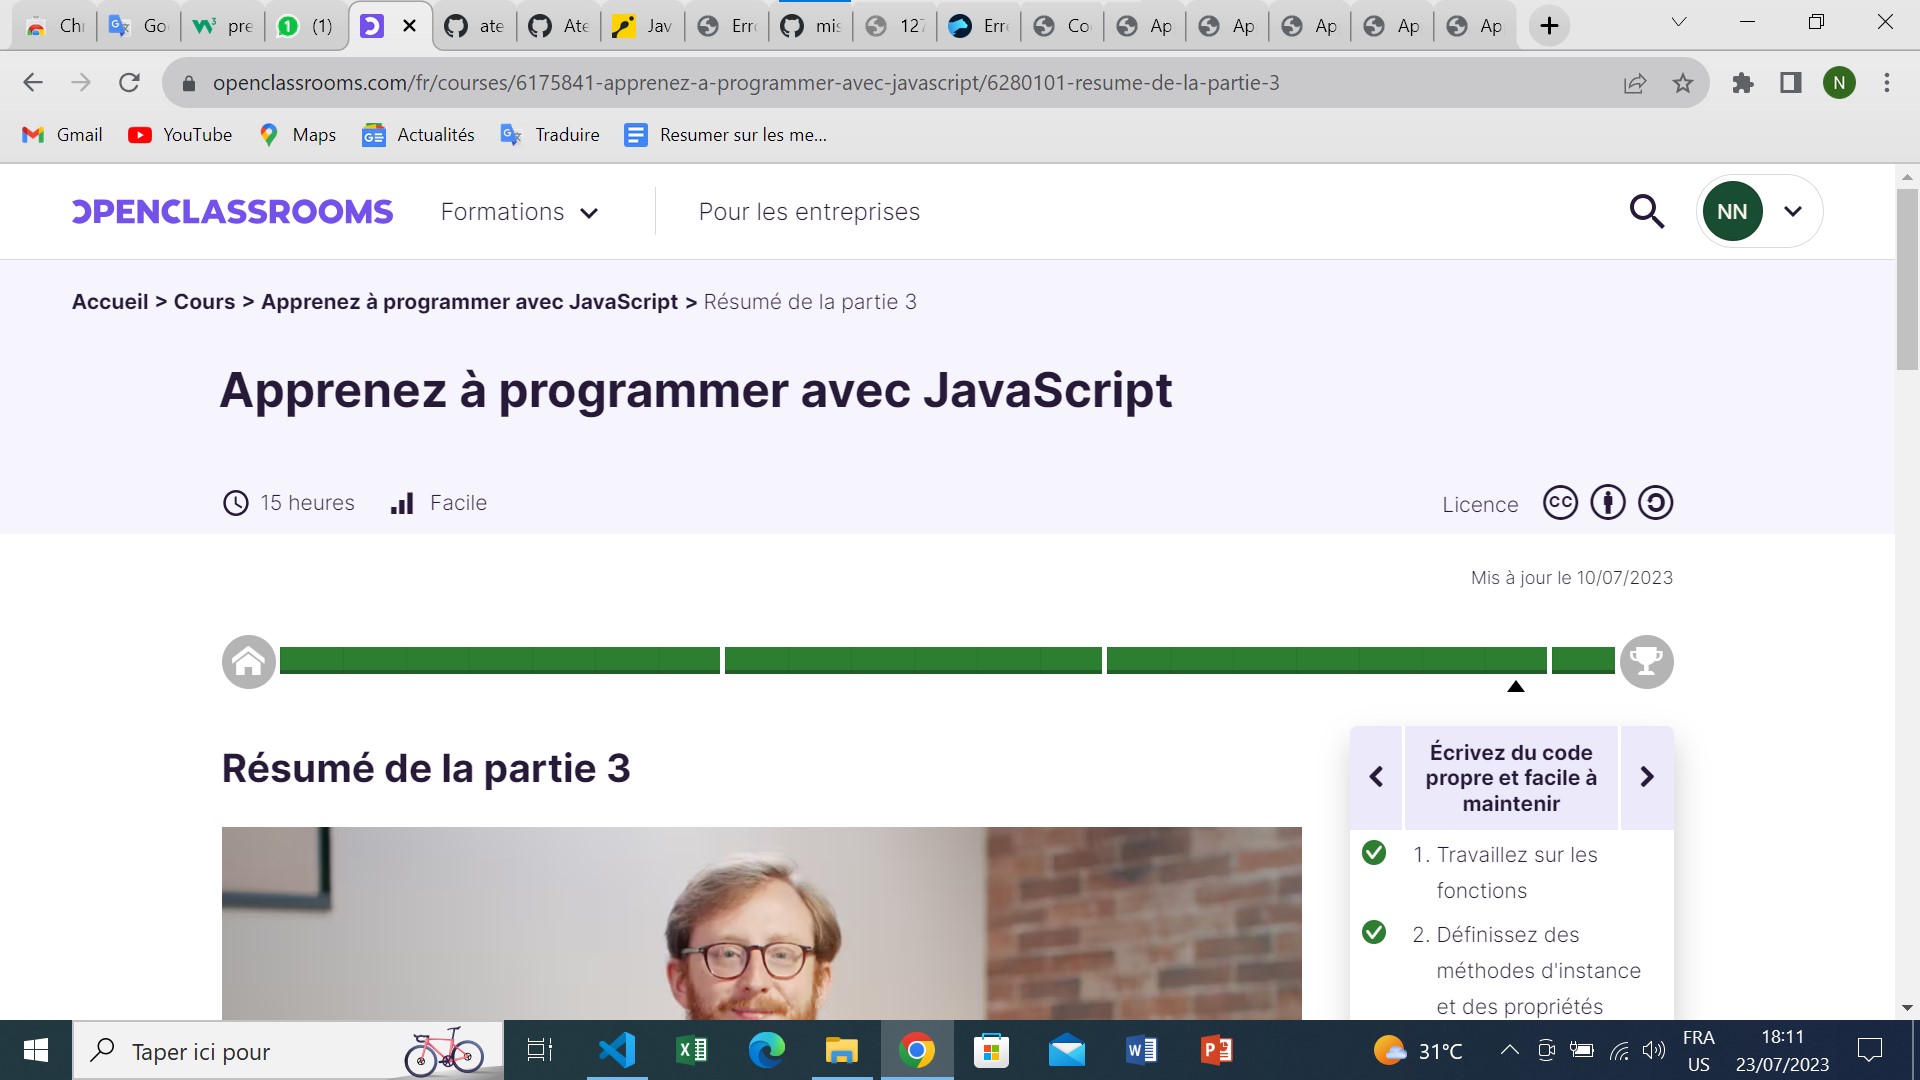 Chr
Go
pre
(1)
ate
Ate
Jav
Erro
mis
127
Erre
Co
Ap
Ap
Ap
Ap
Ap
openclassrooms.com/fr/courses/6175841-apprenez-a-programmer-avec-javascript/6280101-resume-de-la-partie-3
N
Gmail
YouTube
Maps
Actualités
Traduire
Resumer sur les me...
OPENCLASSROOMS
Formations
Pour les entreprises
NN
Accueil > Cours > Apprenez à programmer avec JavaScript > Résumé de la partie 3
Apprenez à programmer avec JavaScript
15 heures
Facile
Licence
CC
Mis à jour le 10/07/2023
Résumé de la partie 3
Écrivez du code
propre et facile à
maintenir
1. Travaillez sur les
fonctions
2. Définissez des
méthodes d'instance
et des propriétés
Taper ici pour
31°C
FRA
US
18:11
23/07/2023